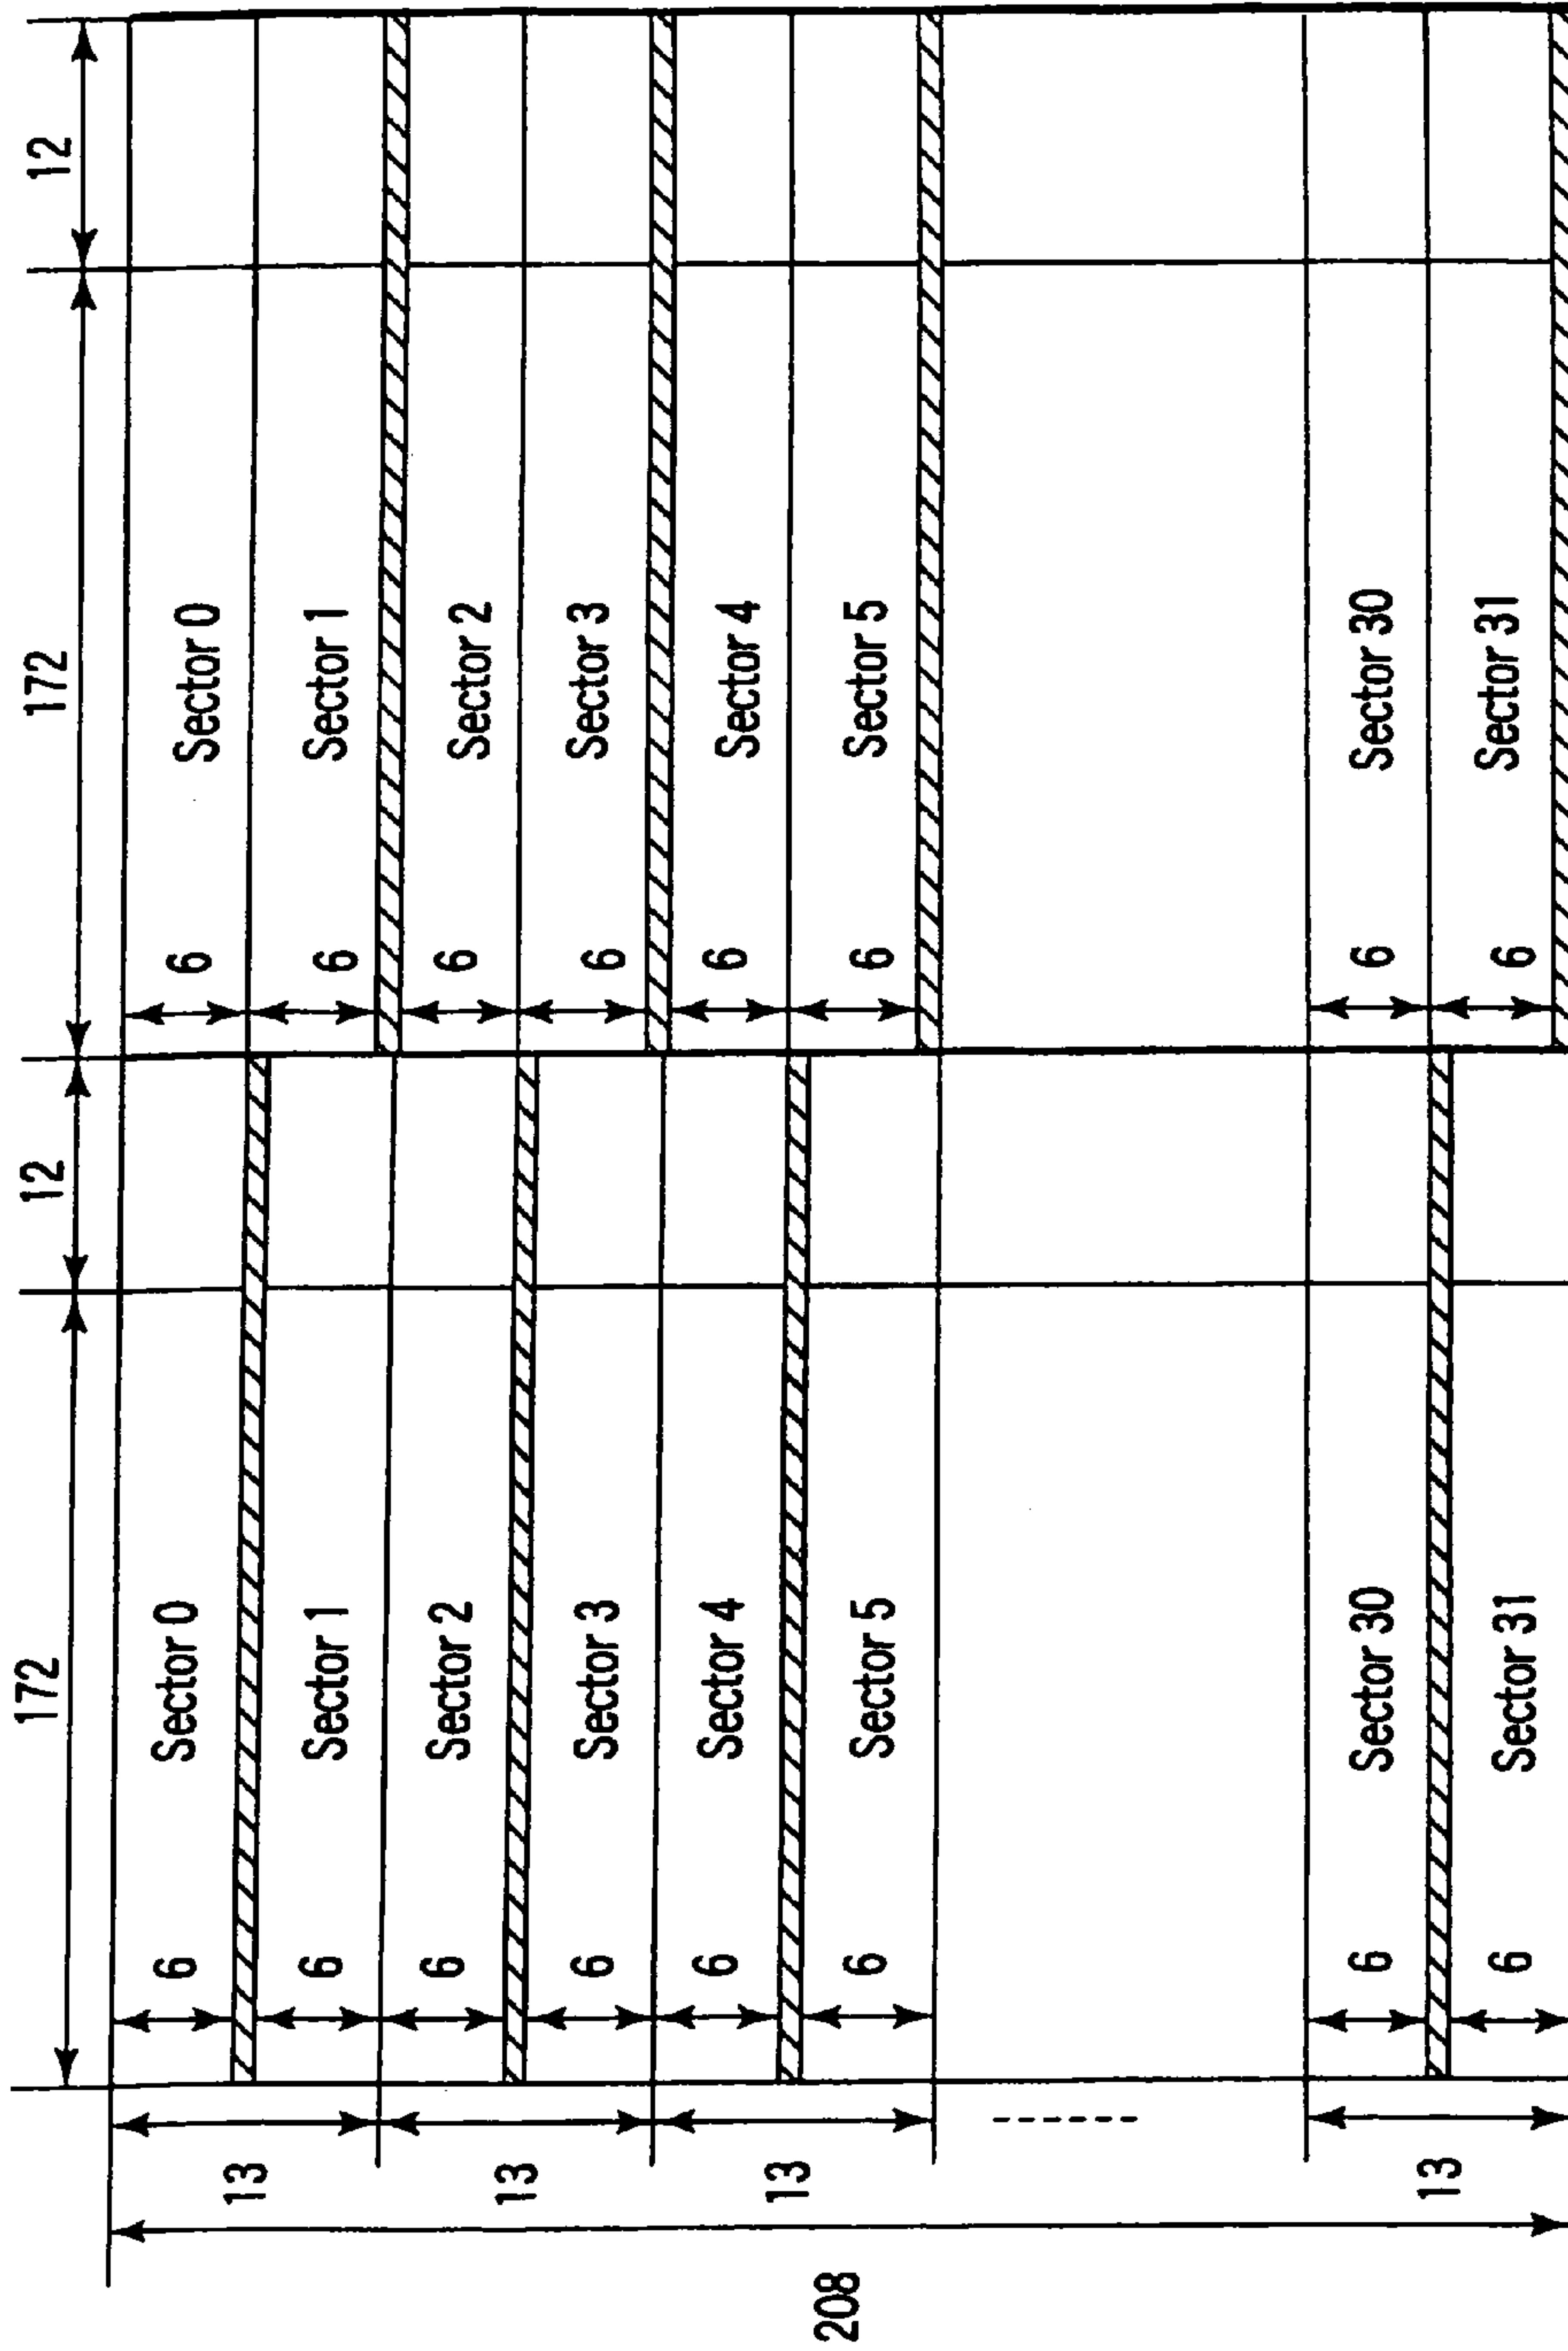 172 12 172 12
6 Sector 0 6 Sector 0
13
6 Sector 1 6 Sector 1
6 Sector 2 6 Sector 2
13
6 Sector 3 6 Sector 3
6 Sector 4 6 Sector 4
13
208
6 Sector 5 6 Sector 5
6 Sector 30 6 Sector 30
13
6 Sector 31 6 Sector 31